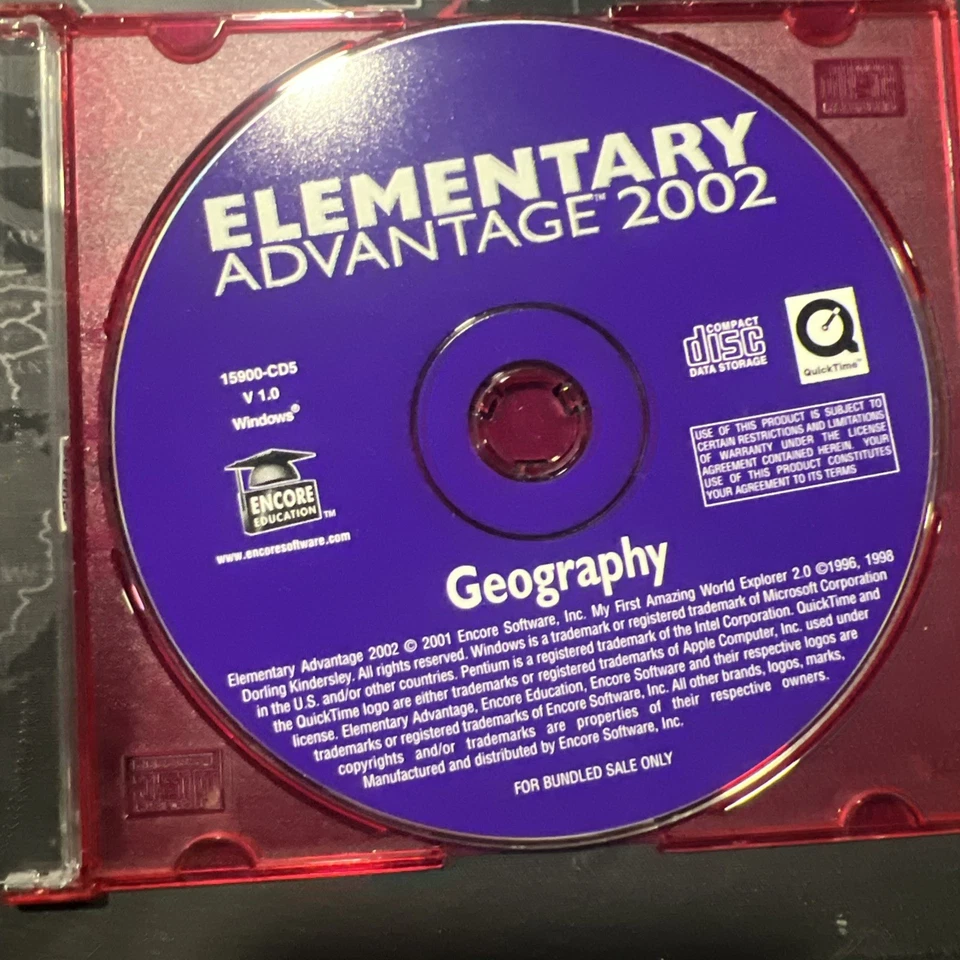 ELEMENTARY
ADVANTAGE™ 2002
15900-CD5
V 1.0
Windows®
COMPACT
disc
DATA STORAGE
QuickTime™
USE OF THIS PRODUCT IS SUBJECT TO
CERTAIN RESTRICTIONS AND LIMITATIONS
OF WARRANTY UNDER THE LICENSE
AGREEMENT CONTAINED HEREIN. YOUR
USE OF THIS PRODUCT CONSTITUTES
YOUR AGREEMENT TO ITS TERMS
ENCORE
EDUCATION™
www.encoresoftware.com
Geography
Elementary Advantage 2002 © 2001 Encore Software, Inc. My First Amazing World Explorer 2.0 ©1996, 1998
Dorling Kindersley. All rights reserved. Windows is a trademark or registered trademark of Microsoft Corporation
in the U.S. and/or other countries. Pentium is a registered trademark of the Intel Corporation. QuickTime and
the QuickTime logo are either trademarks or registered trademarks of Apple Computer, Inc. used under
license. Elementary Advantage, Encore Education, Encore Software and their respective logos are
trademarks or registered trademarks of Encore Software, Inc. All other brands, logos, marks,
copyrights and/or trademarks are properties of their respective owners.
Manufactured and distributed by Encore Software, Inc.
FOR BUNDLED SALE ONLY